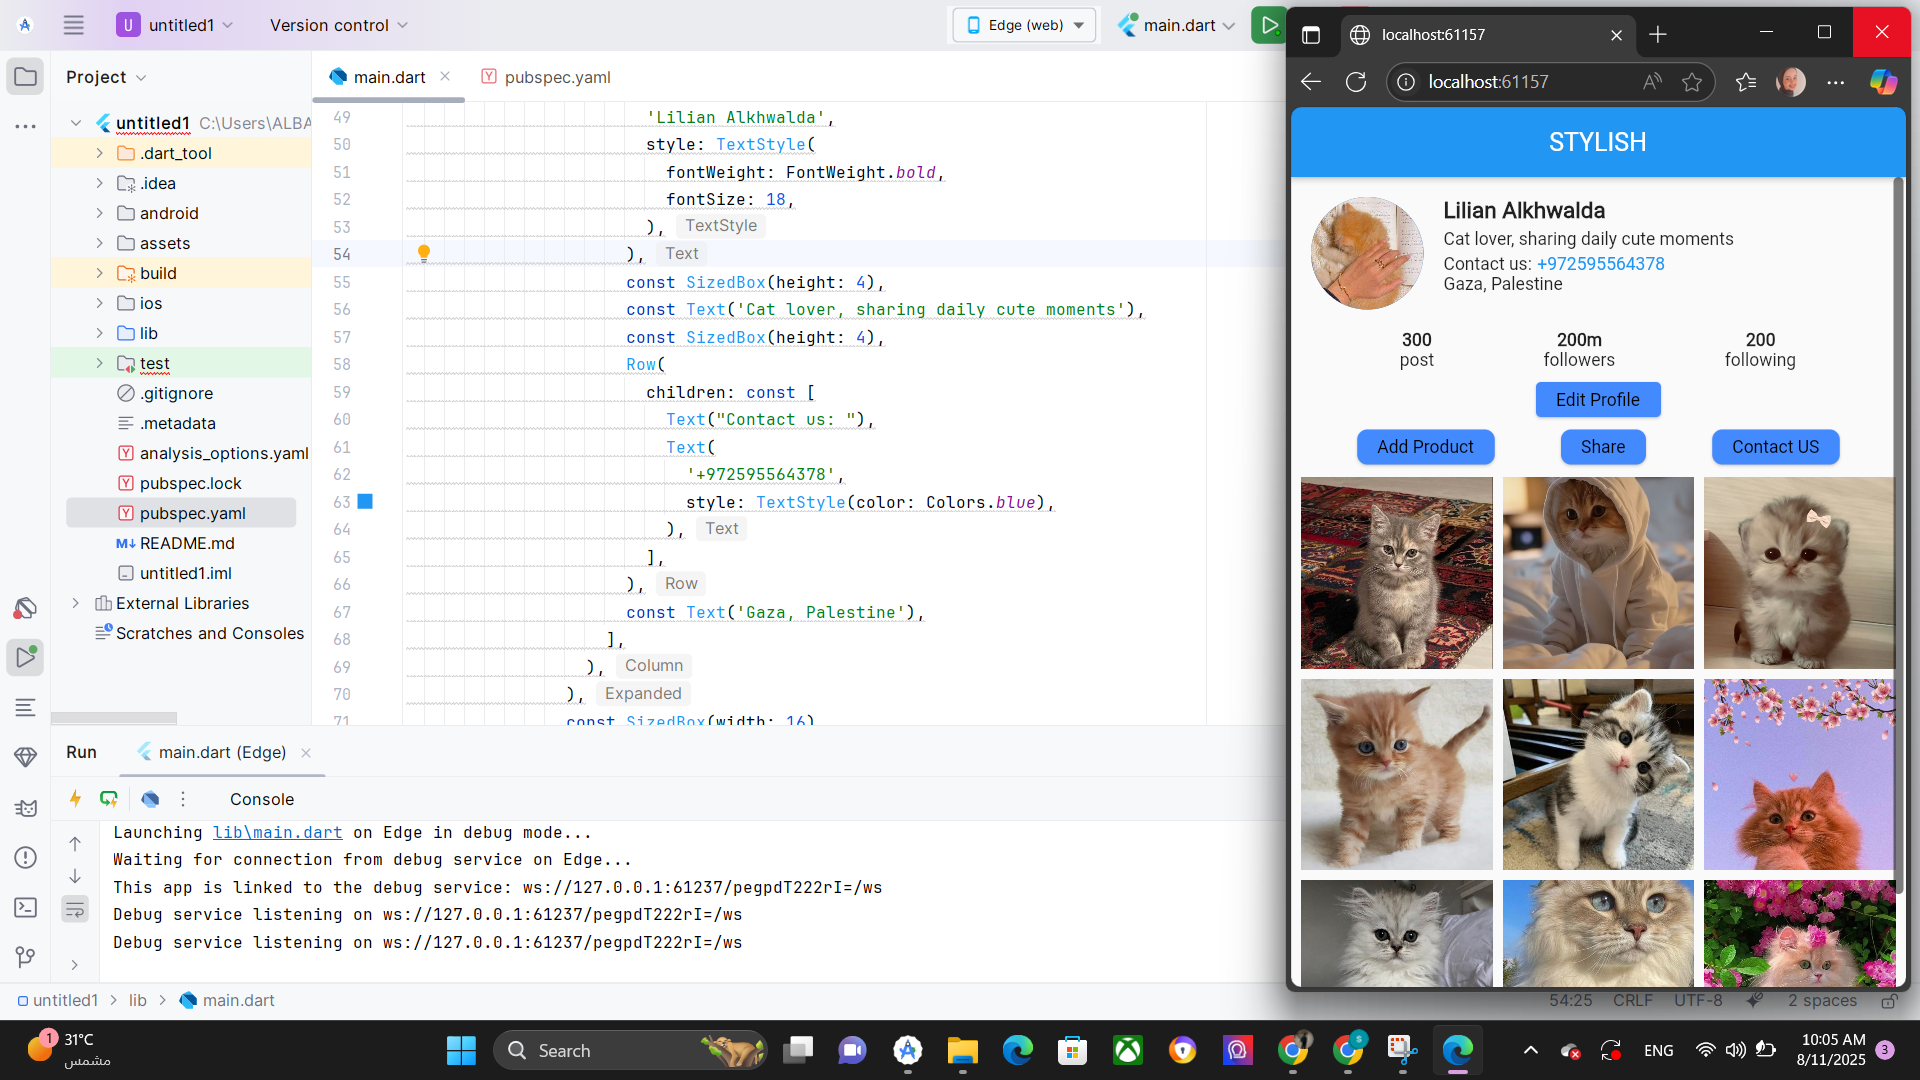 U untitled1
Version control
Edge (web)
main.dart
Project
main.dart
pubspec.yaml
untitled1 C:\Users\ALBA
.dart_tool
.idea
android
assets
build
ios
lib
test
.gitignore
.metadata
analysis_options.yaml
pubspec.lock
pubspec.yaml
README.md
untitled1.iml
External Libraries
Scratches and Consoles
49 'Lilian Alkhwalda',
50 style: TextStyle(
51 fontWeight: FontWeight.bold,
52 fontSize: 18,
53 ), TextStyle
54 ), Text
55 const SizedBox(height: 4),
56 const Text('Cat lover, sharing daily cute moments'),
57 const SizedBox(height: 4),
58 Row(
59 children: const [
60 Text("Contact us: "),
61 Text(
62 '+972595564378',
63 style: TextStyle(color: Colors.blue),
64 ), Text
65 ],
66 ), Row
67 const Text('Gaza, Palestine'),
68 ],
69 ), Column
70 ), Expanded
71 const SizedBox(width: 16)
Run
main.dart (Edge)
Console
Launching lib\main.dart on Edge in debug mode...
Waiting for connection from debug service on Edge...
This app is linked to the debug service: ws://127.0.0.1:61237/pegpdT222rI=/ws
Debug service listening on ws://127.0.0.1:61237/pegpdT222rI=/ws
Debug service listening on ws://127.0.0.1:61237/pegpdT222rI=/ws
untitled1 > lib > main.dart
54:25 CRLF UTF-8 2 spaces
localhost:61157
localhost:61157
STYLISH
Lilian Alkhwalda
Cat lover, sharing daily cute moments
Contact us: +972595564378
Gaza, Palestine
300 200m 200
post followers following
Edit Profile
Add Product Share Contact US
1
31°C
مشمس
Search
S
ENG
10:05 AM
8/11/2025
3